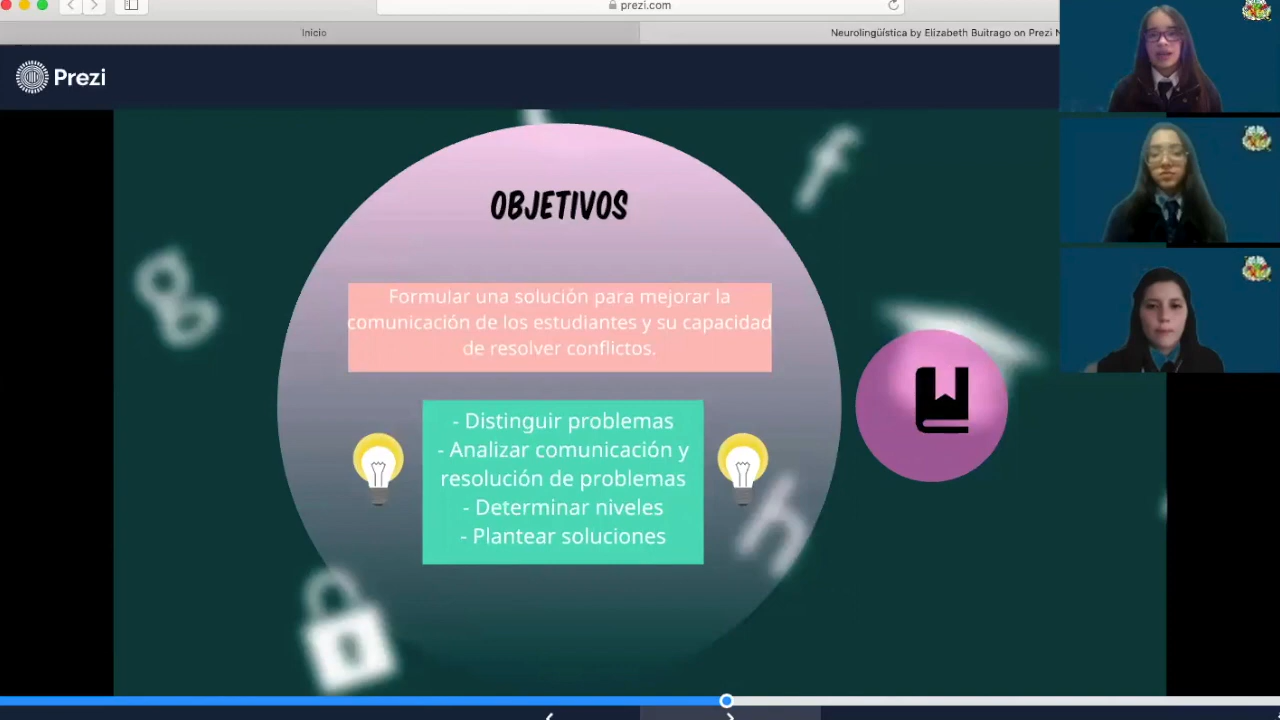 prezi.com
Inicio
Neurolingüística by Elizabeth Buitrago on Prezi N
Prezi
f
g
OBJETIVOS
Formular una solución para mejorar la
comunicación de los estudiantes y su capacidad
de resolver conflictos.
- Distinguir problemas
- Analizar comunicación y
resolución de problemas
- Determinar niveles
- Plantear soluciones
h